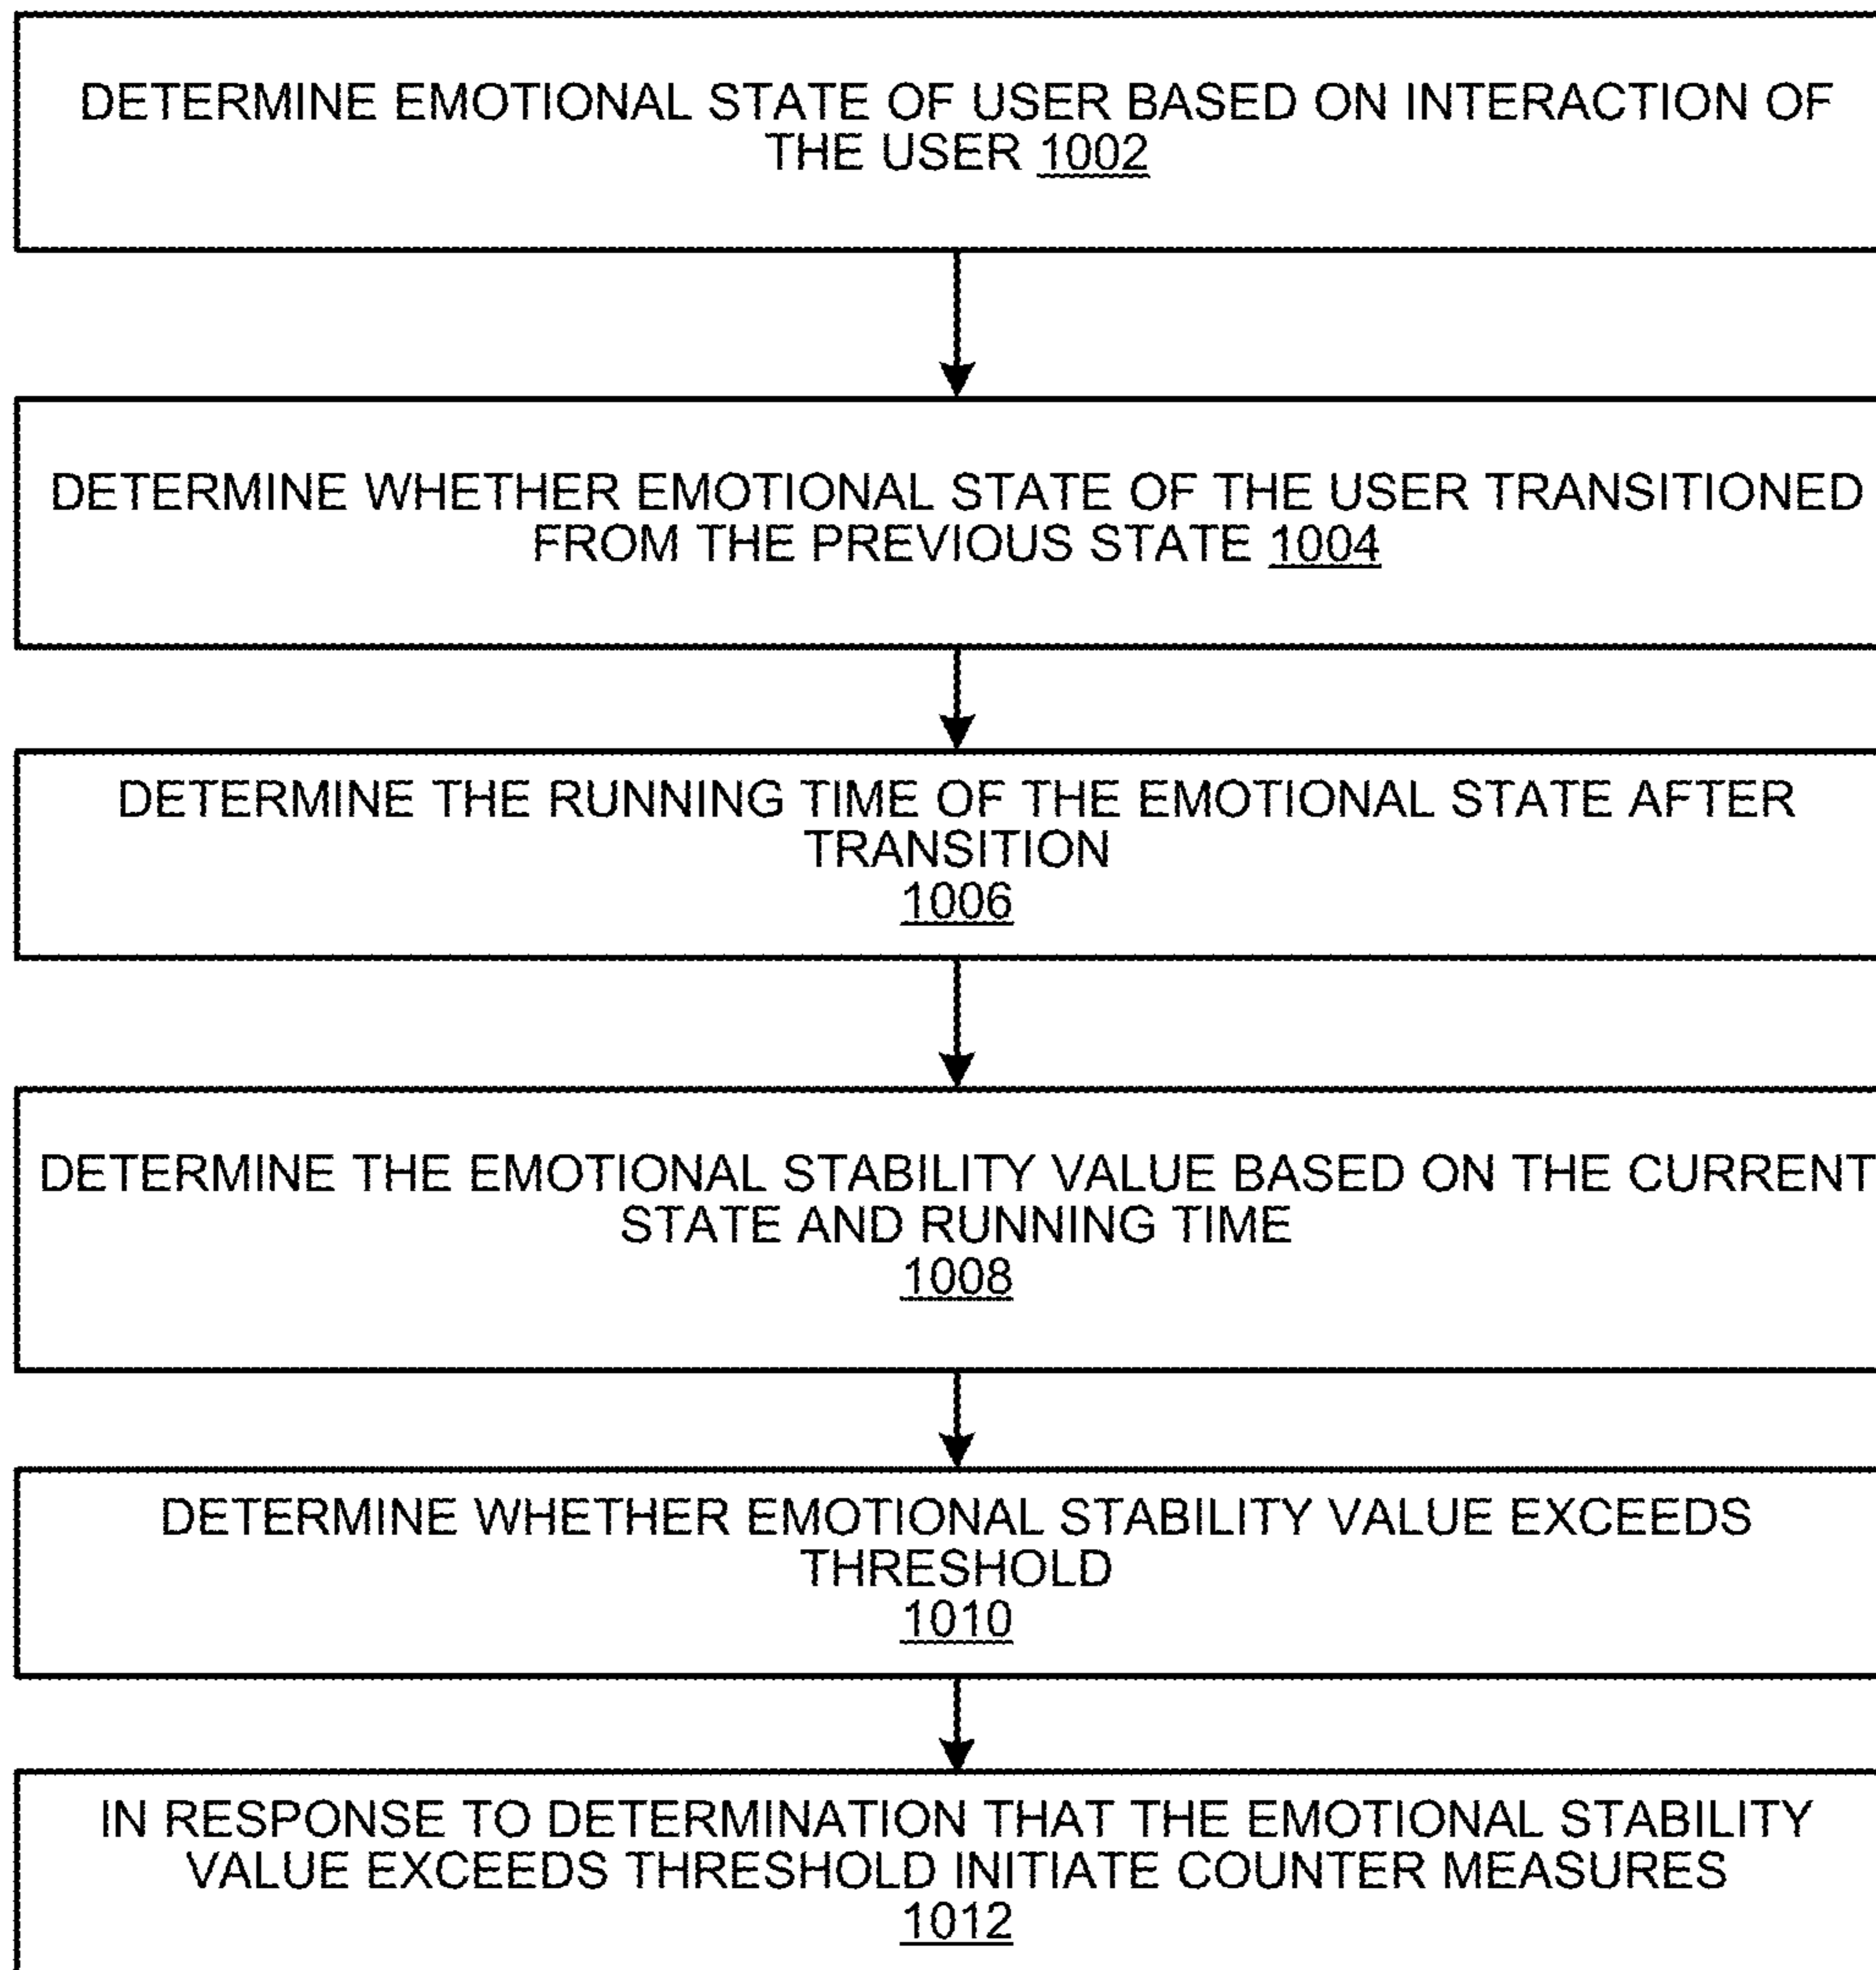 DETERMINE EMOTIONAL STATE OF USER BASED ON INTERACTION OF
THE USER 1002
DETERMINE WHETHER EMOTIONAL STATE OF THE USER TRANSITIONED
FROM THE PREVIOUS STATE 1004
DETERMINE THE RUNNING TIME OF THE EMOTIONAL STATE AFTER
TRANSITION
1006
DETERMINE THE EMOTIONAL STABILITY VALUE BASED ON THE CURRENT
STATE AND RUNNING TIME
1008
DETERMINE WHETHER EMOTIONAL STABILITY VALUE EXCEEDS
THRESHOLD
1010
IN RESPONSE TO DETERMINATION THAT THE EMOTIONAL STABILITY
VALUE EXCEEDS THRESHOLD INITIATE COUNTER MEASURES
1012